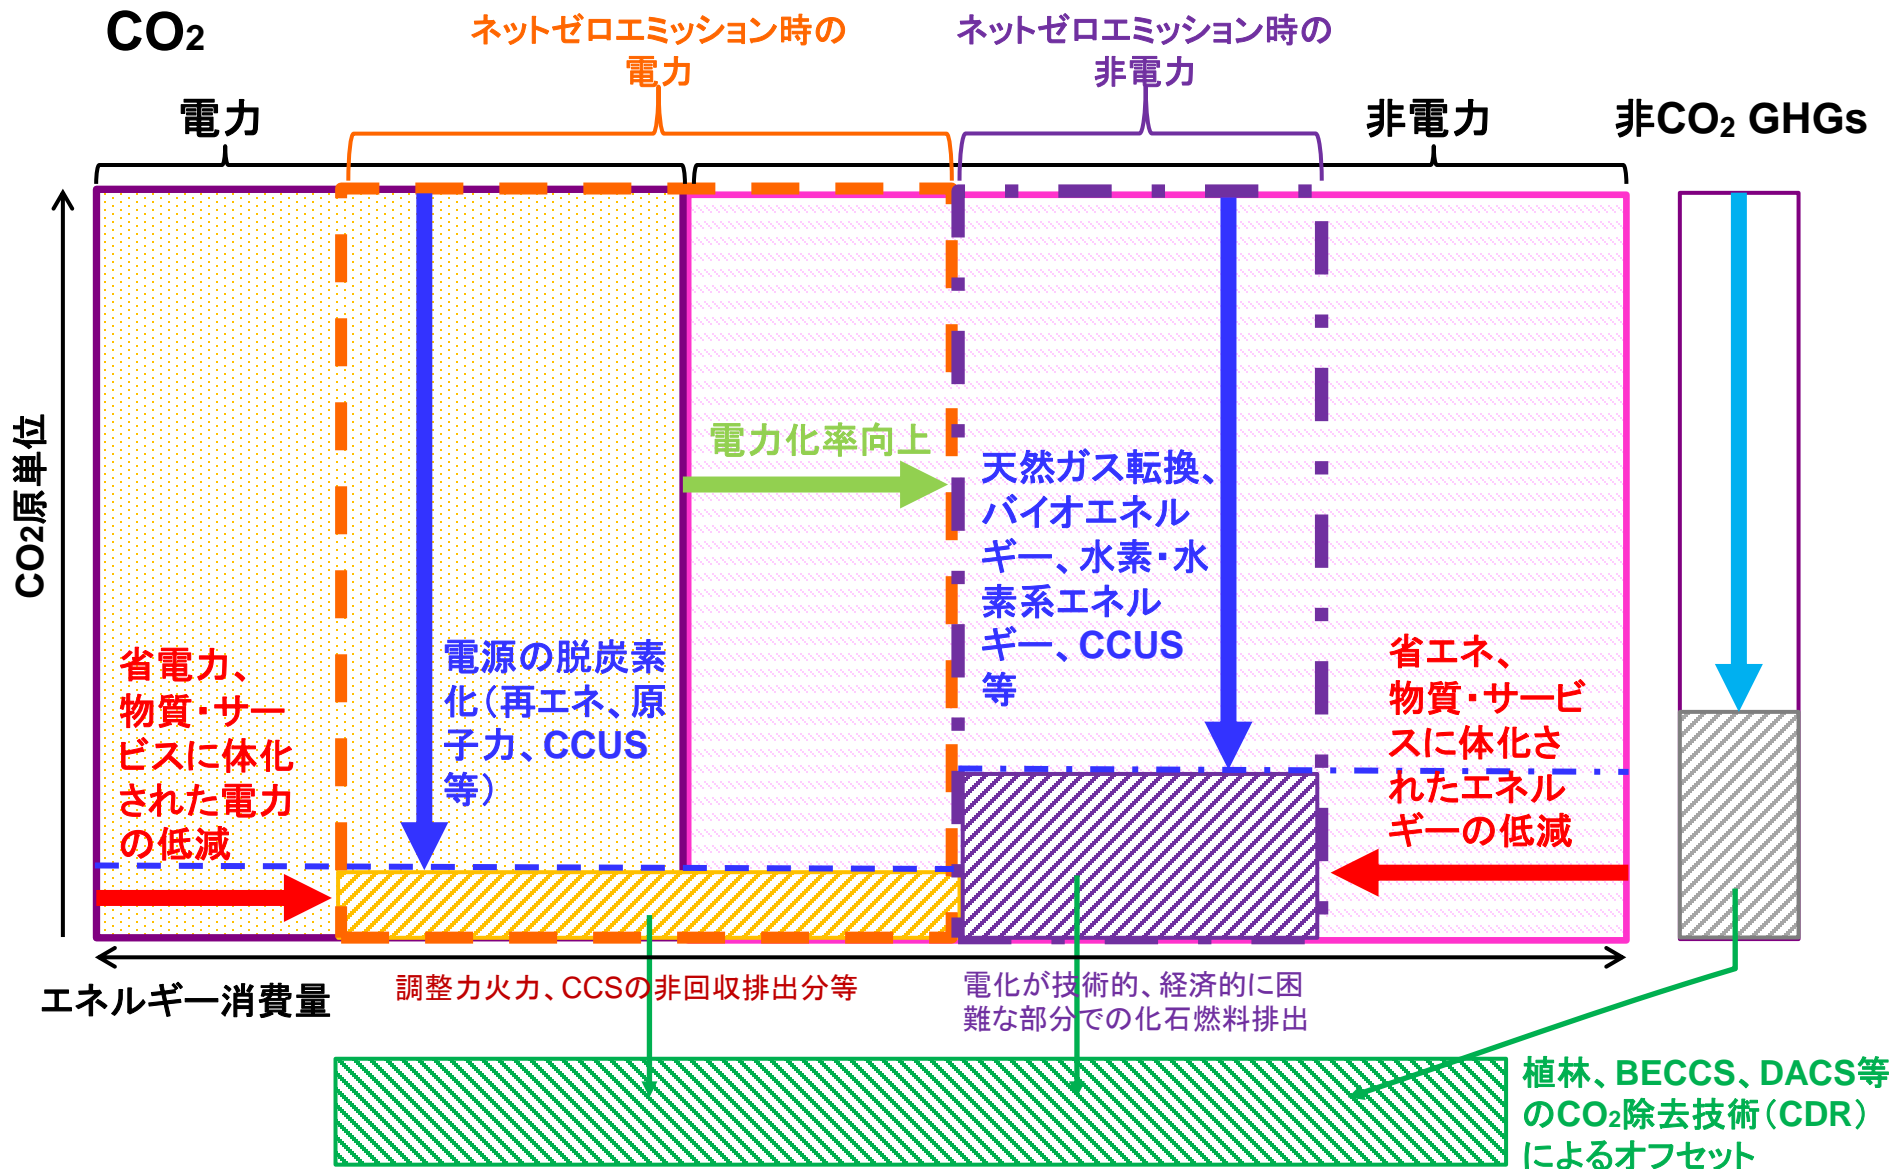 CO2
ネットゼロエミッション時の
電力
ネットゼロエミッション時の
非電力
電力
非電力
非CO2 GHGs
CO2原単位
電力化率向上
天然ガス転換、
バイオエネル
ギー、水素・水
素系エネル
ギー、CCUS
等
電源の脱炭素
化（再エネ、原
子力、CCUS
等）
省電力、
物質・サー
ビスに体化
された電力
の低減
省エネ、
物質・サービ
スに体化さ
れたエネル
ギーの低減
エネルギー消費量
調整力火力、CCSの非回収排出分等
電化が技術的、経済的に困
難な部分での化石燃料排出
植林、BECCS、DACS等
のCO2除去技術（CDR）
によるオフセット